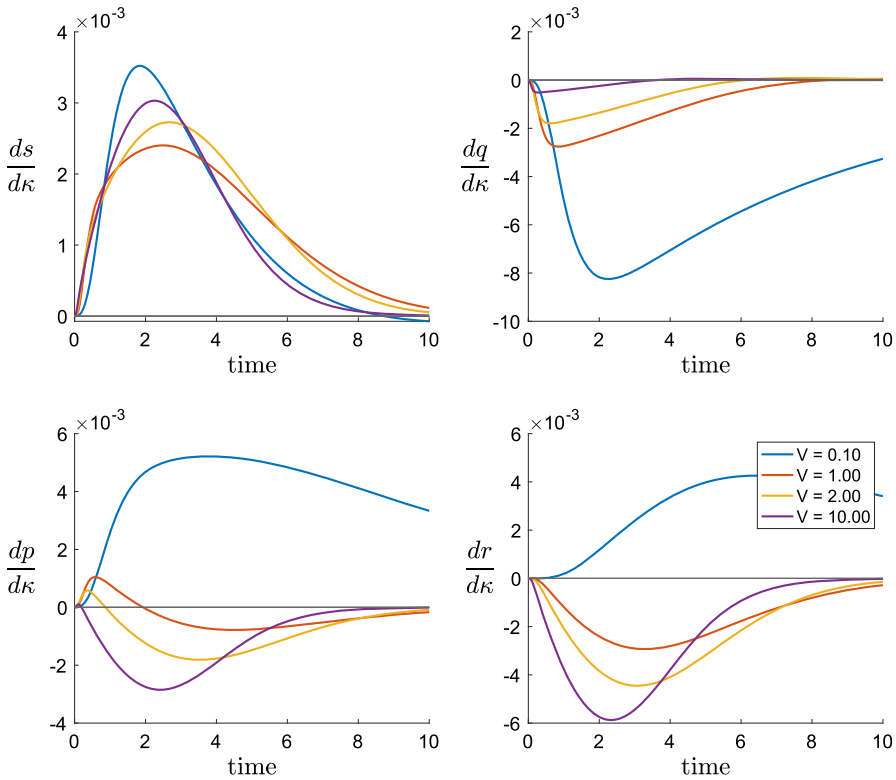 ×10⁻³
4
3
2
1
0
ds
dκ
0 2 4 6 8 10
time
×10⁻³
2
0
-2
-4
-6
-8
-10
dq
dκ
0 2 4 6 8 10
time
×10⁻³
6
4
2
0
-2
-4
dp
dκ
0 2 4 6 8 10
time
×10⁻³
6
4
2
0
-2
-4
-6
dr
dκ
V = 0.10
V = 1.00
V = 2.00
V = 10.00
0 2 4 6 8 10
time